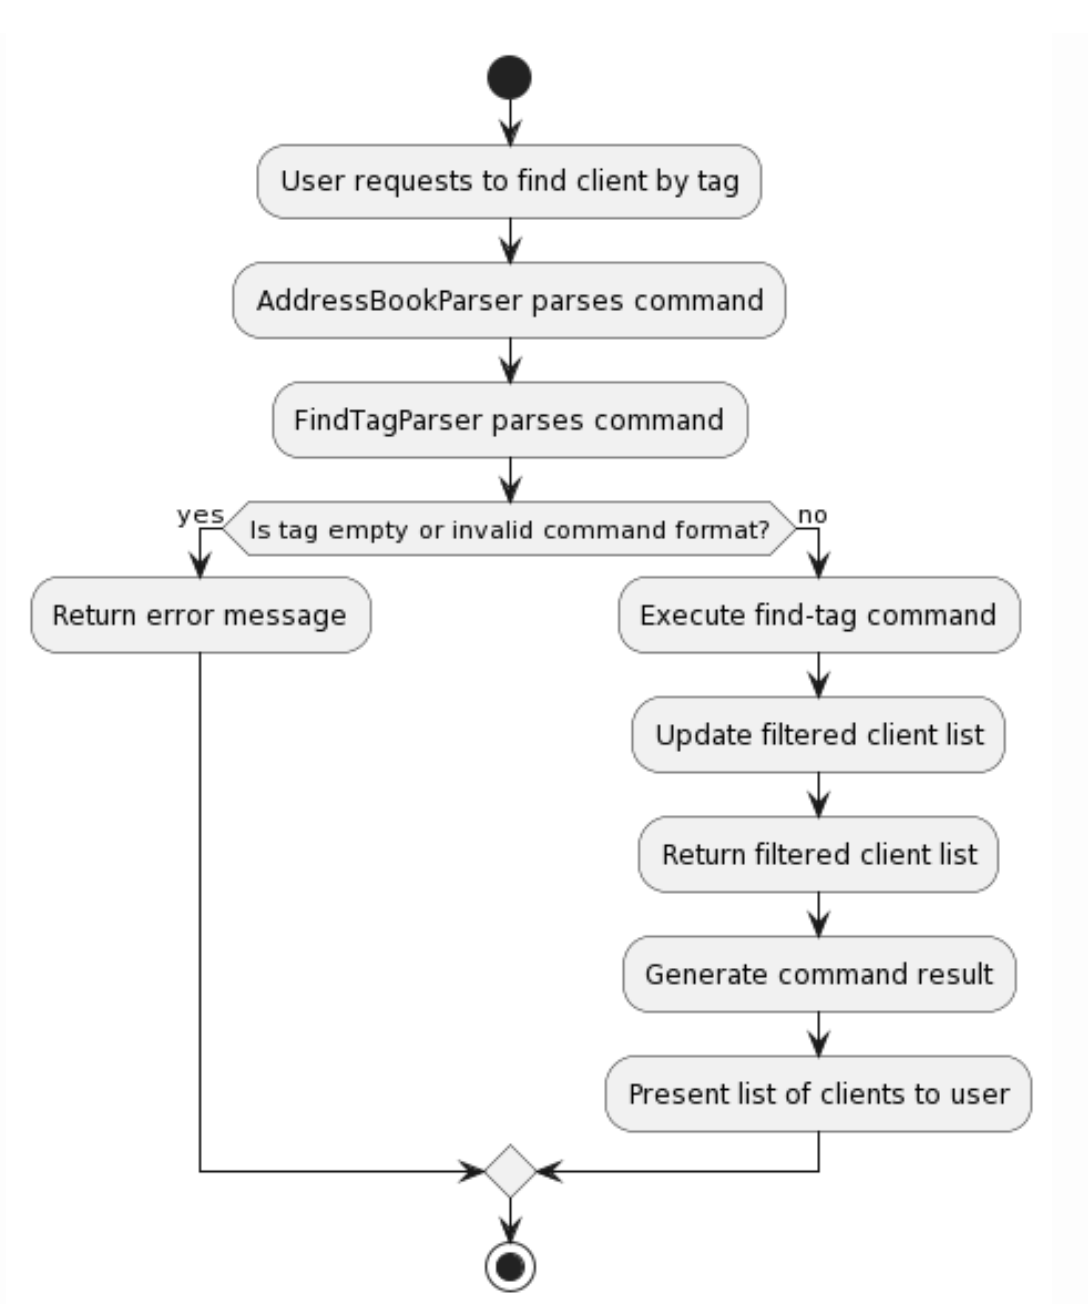 User requests to find client by tag
AddressBookParser parses command
FindTagParser parses command
yes
Is tag empty or invalid command format?
no
Return error message
Execute find-tag command
Update filtered client list
Return filtered client list
Generate command result
Present list of clients to user